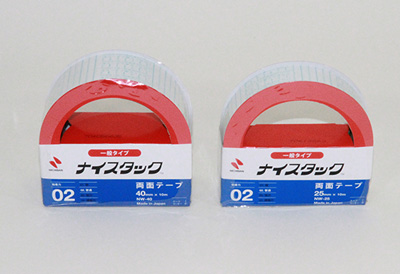 一般タイプ
ナイスタック
両面テープ
02
40mm x 10m
NW-40
Made in Japan
一般タイプ
ナイスタック
両面テープ
02
25mm x 10m
NW-25
Made in Japan